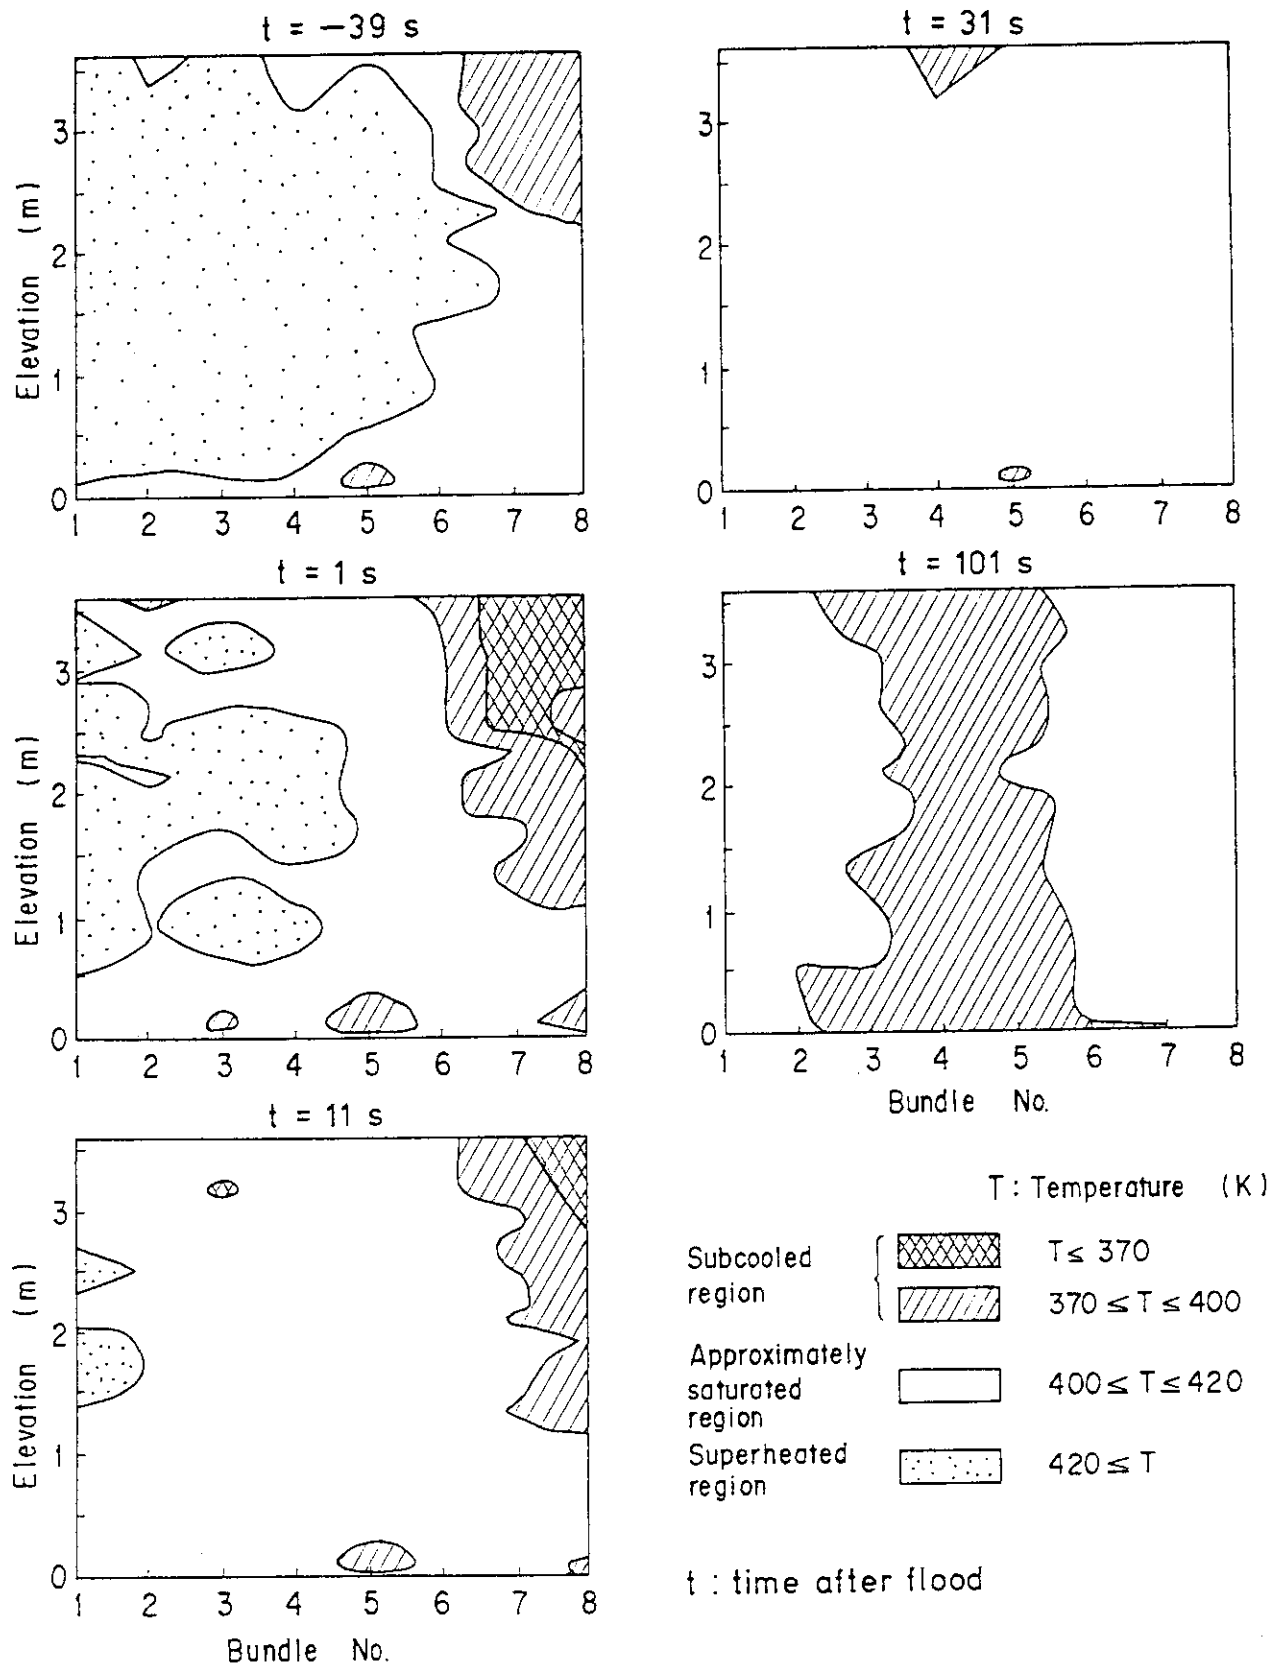 t = −39 s
3
2
1
0
Elevation (m)
1 2 3 4 5 6 7 8
t = 31 s
3
2
1
0
1 2 3 4 5 6 7 8
t = 1 s
3
2
1
0
Elevation (m)
1 2 3 4 5 6 7 8
t = 101 s
3
2
1
0
1 2 3 4 5 6 7 8
Bundle No.
t = 11 s
3
2
1
0
Elevation (m)
1 2 3 4 5 6 7 8
Bundle No.
T : Temperature (K)
Subcooled
region
T ≤ 370
370 ≤ T ≤ 400
Approximately
saturated
region
400 ≤ T ≤ 420
Superheated
region
420 ≤ T
t : time after flood